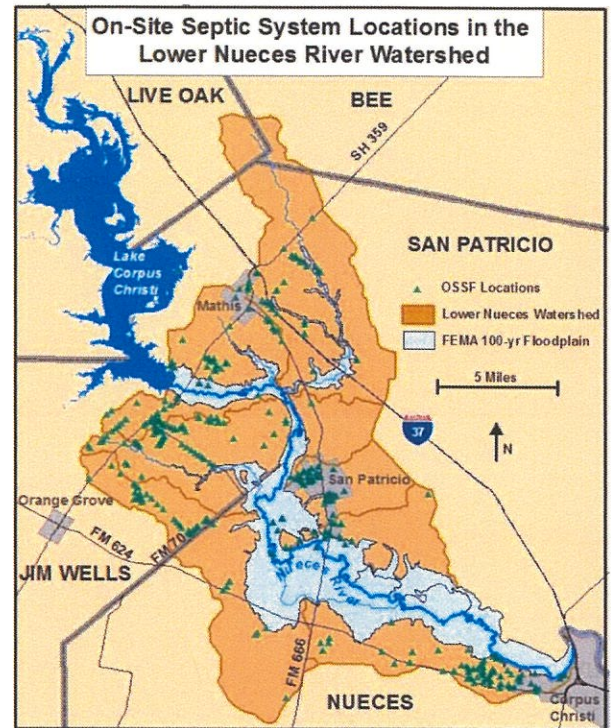 On-Site Septic System Locations in the
Lower Nueces River Watershed
LIVE OAK
BEE
SH 359
SAN PATRICIO
Lake
Corpus
Christi
Mathis
OSSF Locations
Lower Nueces Watershed
FEMA 100-yr Floodplain
5 Miles
37
N
San Patricio
Orange Grove
FM 624
FM 70
JIM WELLS
Nueces River
FM 666
NUECES
Corpus
Christi